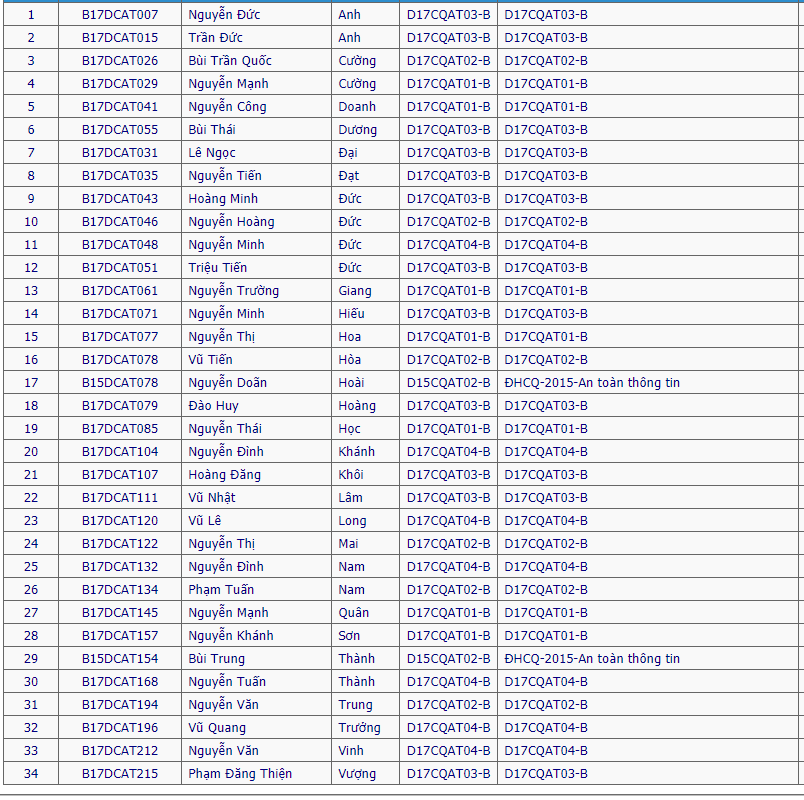 1 B17DCAT007 Nguyễn Đức Anh D17CQAT03-B D17CQAT03-B
2 B17DCAT015 Trần Đức Anh D17CQAT03-B D17CQAT03-B
3 B17DCAT026 Bùi Trần Quốc Cường D17CQAT02-B D17CQAT02-B
4 B17DCAT029 Nguyễn Mạnh Cường D17CQAT01-B D17CQAT01-B
5 B17DCAT041 Nguyễn Công Doanh D17CQAT01-B D17CQAT01-B
6 B17DCAT055 Bùi Thái Dương D17CQAT03-B D17CQAT03-B
7 B17DCAT031 Lê Ngọc Đại D17CQAT03-B D17CQAT03-B
8 B17DCAT035 Nguyễn Tiến Đạt D17CQAT03-B D17CQAT03-B
9 B17DCAT043 Hoàng Minh Đức D17CQAT03-B D17CQAT03-B
10 B17DCAT046 Nguyễn Hoàng Đức D17CQAT02-B D17CQAT02-B
11 B17DCAT048 Nguyễn Minh Đức D17CQAT04-B D17CQAT04-B
12 B17DCAT051 Triệu Tiến Đức D17CQAT03-B D17CQAT03-B
13 B17DCAT061 Nguyễn Trường Giang D17CQAT01-B D17CQAT01-B
14 B17DCAT071 Nguyễn Minh Hiếu D17CQAT03-B D17CQAT03-B
15 B17DCAT077 Nguyễn Thị Hoa D17CQAT01-B D17CQAT01-B
16 B17DCAT078 Vũ Tiến Hòa D17CQAT02-B D17CQAT02-B
17 B15DCAT078 Nguyễn Doãn Hoài D15CQAT02-B ĐHCQ-2015-An toàn thông tin
18 B17DCAT079 Đào Huy Hoàng D17CQAT03-B D17CQAT03-B
19 B17DCAT085 Nguyễn Thái Học D17CQAT01-B D17CQAT01-B
20 B17DCAT104 Nguyễn Đình Khánh D17CQAT04-B D17CQAT04-B
21 B17DCAT107 Hoàng Đăng Khôi D17CQAT03-B D17CQAT03-B
22 B17DCAT111 Vũ Nhật Lâm D17CQAT03-B D17CQAT03-B
23 B17DCAT120 Vũ Lê Long D17CQAT04-B D17CQAT04-B
24 B17DCAT122 Nguyễn Thị Mai D17CQAT02-B D17CQAT02-B
25 B17DCAT132 Nguyễn Đình Nam D17CQAT04-B D17CQAT04-B
26 B17DCAT134 Phạm Tuấn Nam D17CQAT02-B D17CQAT02-B
27 B17DCAT145 Nguyễn Mạnh Quân D17CQAT01-B D17CQAT01-B
28 B17DCAT157 Nguyễn Khánh Sơn D17CQAT01-B D17CQAT01-B
29 B15DCAT154 Bùi Trung Thành D15CQAT02-B ĐHCQ-2015-An toàn thông tin
30 B17DCAT168 Nguyễn Tuấn Thành D17CQAT04-B D17CQAT04-B
31 B17DCAT194 Nguyễn Văn Trung D17CQAT02-B D17CQAT02-B
32 B17DCAT196 Vũ Quang Trưởng D17CQAT04-B D17CQAT04-B
33 B17DCAT212 Nguyễn Văn Vinh D17CQAT04-B D17CQAT04-B
34 B17DCAT215 Phạm Đăng Thiện Vượng D17CQAT03-B D17CQAT03-B